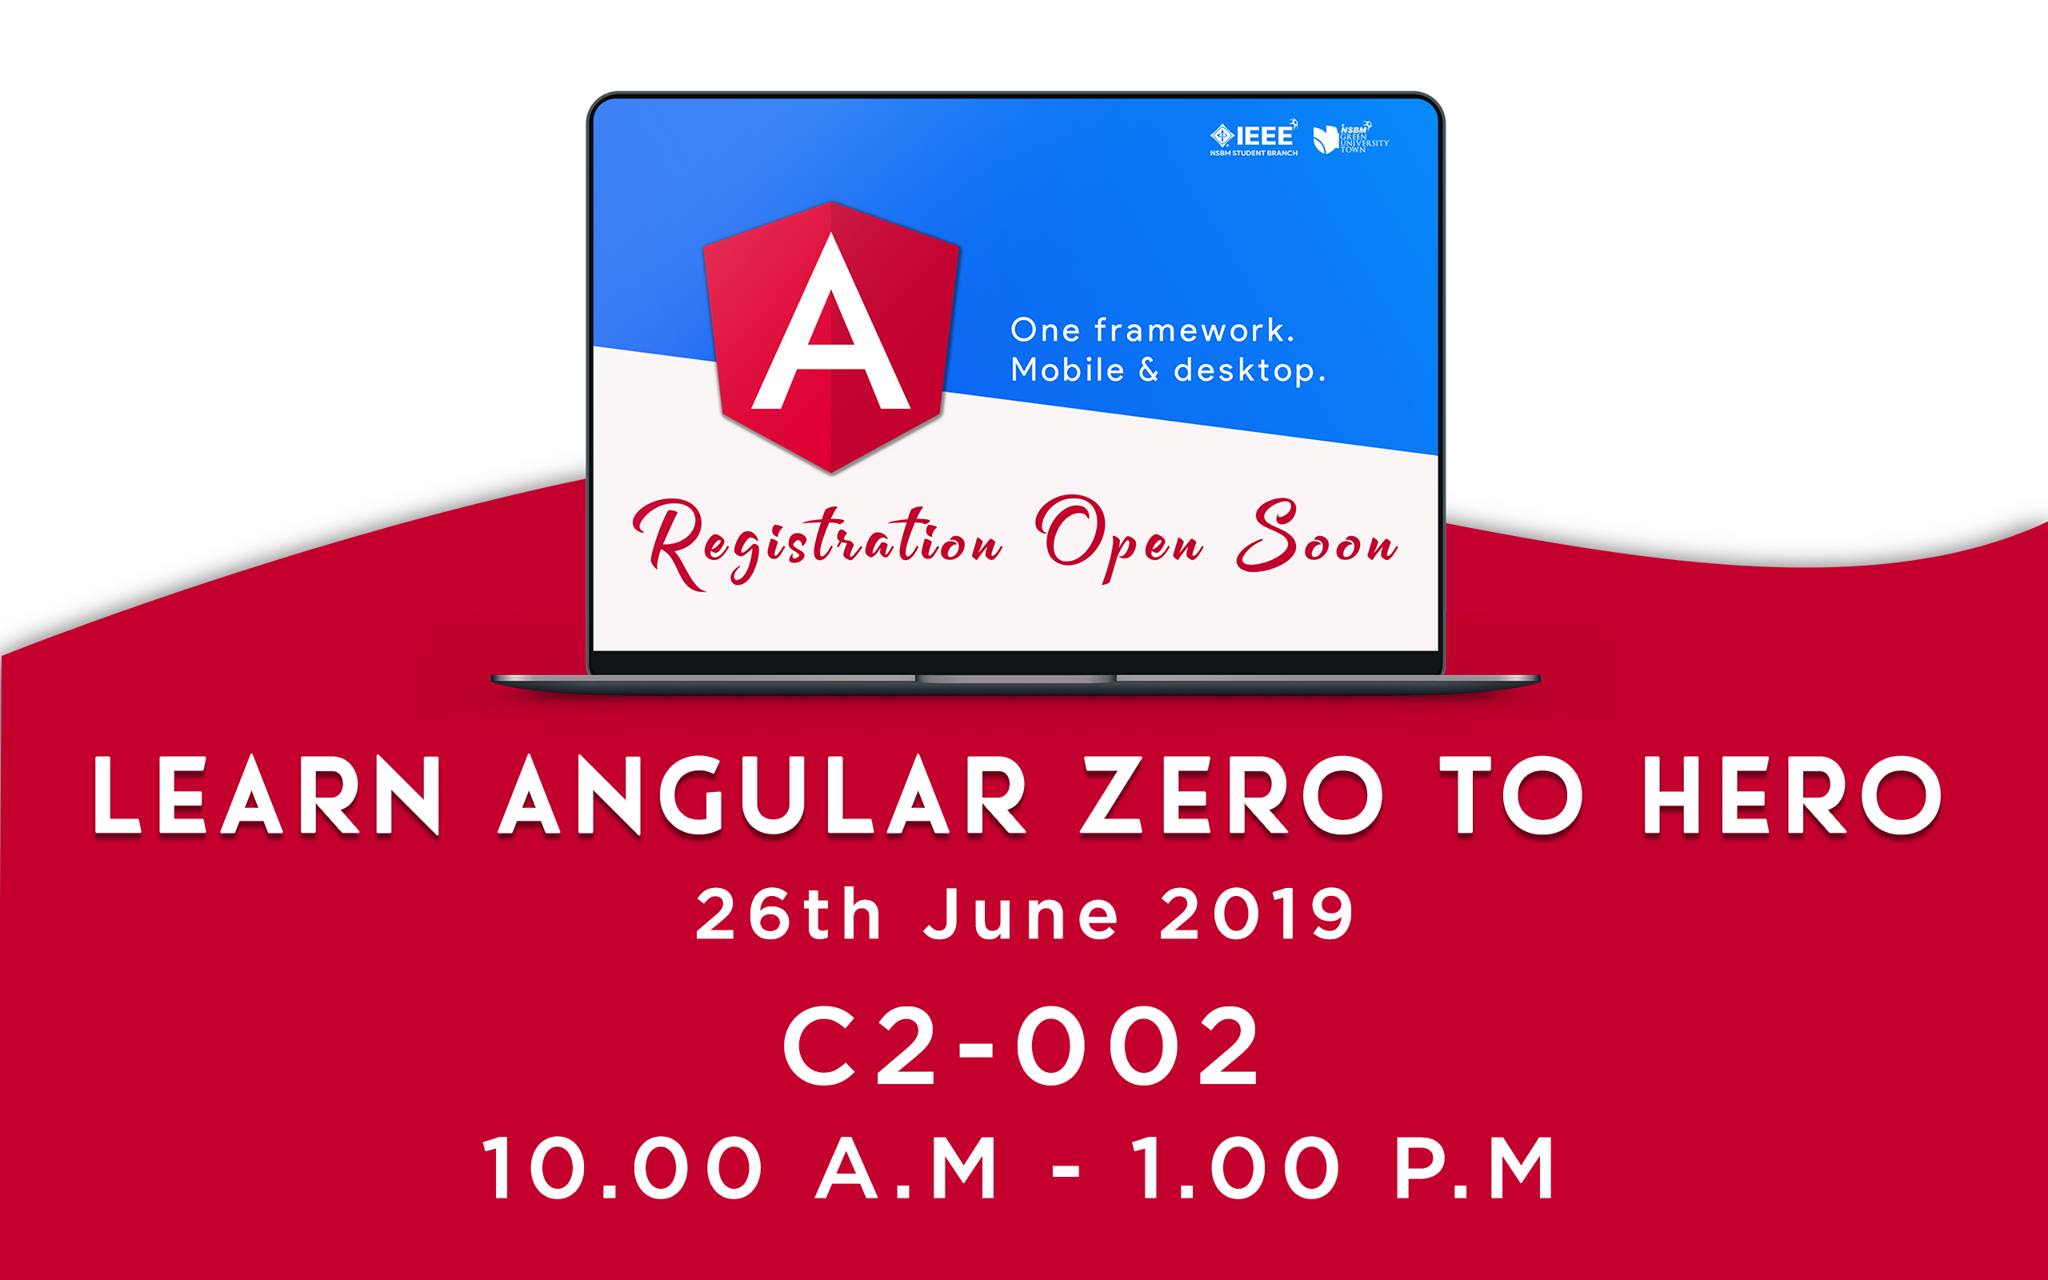 IEEE
NSBM STUDENT BRANCH
NSBM
GREEN
UNIVERSITY
TOWN
A
One framework.
Mobile & desktop.
Registration Open Soon
LEARN ANGULAR ZERO TO HERO
26th June 2019
C2-002
10.00 A.M - 1.00 P.M